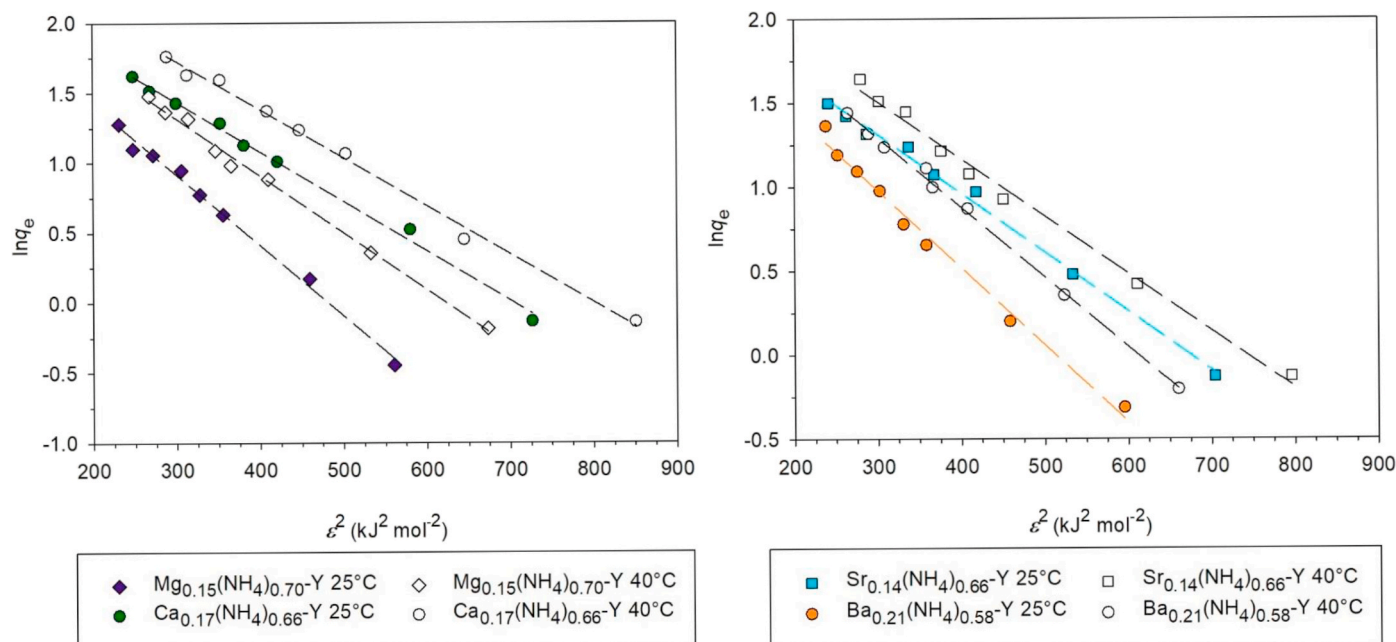 2.0
1.5
1.0
0.5
0.0
-0.5
-1.0
lnqe
200 300 400 500 600 700 800 900
ε2 (kJ2 mol-2)
Mg0.15(NH4)0.70-Y 25°C
Mg0.15(NH4)0.70-Y 40°C
Ca0.17(NH4)0.66-Y 25°C
Ca0.17(NH4)0.66-Y 40°C
2.0
1.5
1.0
0.5
0.0
-0.5
lnqe
200 300 400 500 600 700 800 900
ε2 (kJ2 mol-2)
Sr0.14(NH4)0.66-Y 25°C
Sr0.14(NH4)0.66-Y 40°C
Ba0.21(NH4)0.58-Y 25°C
Ba0.21(NH4)0.58-Y 40°C